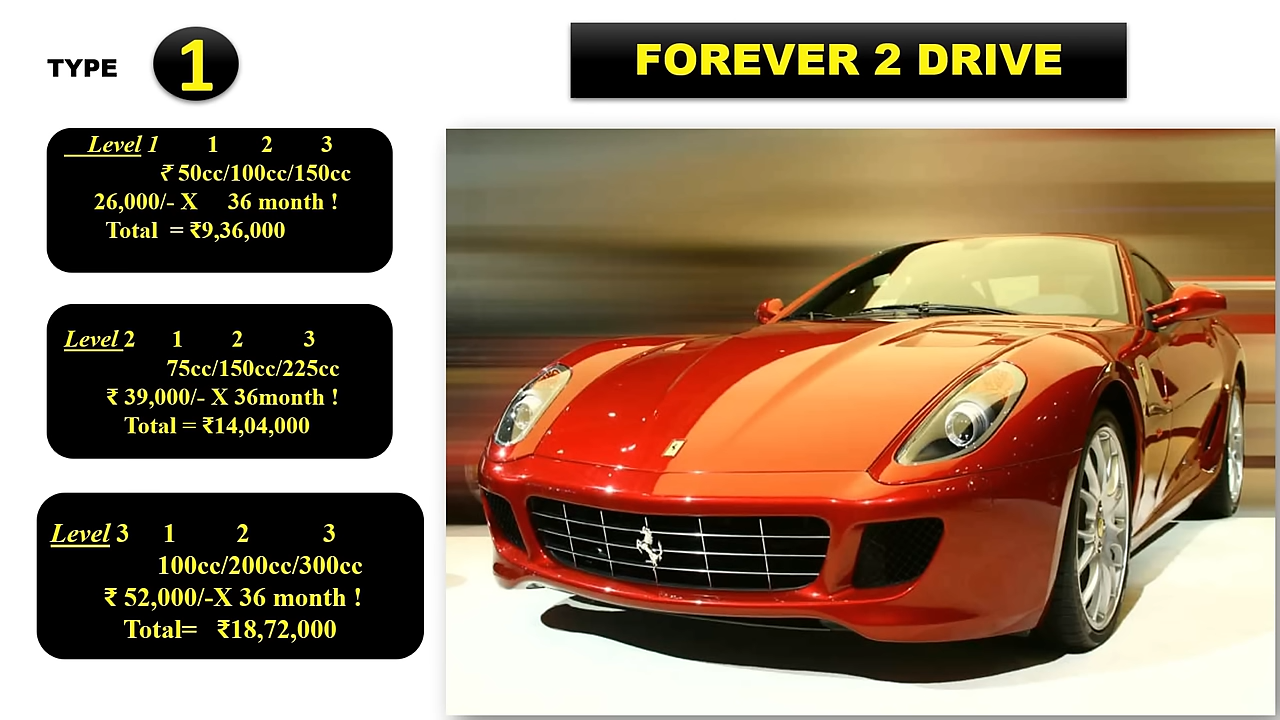 TYPE 1
FOREVER 2 DRIVE
Level 1 1 2 3
₹ 50cc/100cc/150cc
26,000/- X 36 month !
Total = ₹9,36,000
Level 2 1 2 3
75cc/150cc/225cc
₹ 39,000/- X 36month !
Total = ₹14,04,000
Level 3 1 2 3
100cc/200cc/300cc
₹ 52,000/-X 36 month !
Total= ₹18,72,000